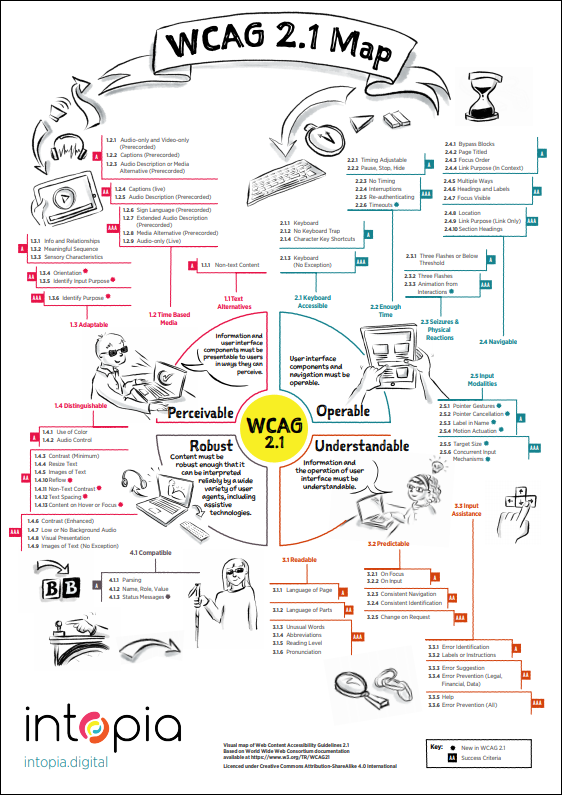 WCAG 2.1 Map
1.2.1 Audio-only and Video-only
(Prerecorded)
1.2.2 Captions (Prerecorded)
1.2.3 Audio Description or Media
Alternative (Prerecorded)
A
1.2.4 Captions (live)
1.2.5 Audio Description (Prerecorded)
AA
1.2.6 Sign Language (Prerecorded)
1.2.7 Extended Audio Description
(Prerecorded)
1.2.8 Media Alternative (Prerecorded)
1.2.9 Audio-only (Live)
AAA
1.2 Time Based
Media
1.3.1 Info and Relationships
1.3.2 Meaningful Sequence
1.3.3 Sensory Characteristics
A
1.3.4 Orientation
1.3.5 Identify Input Purpose
AA
1.3.6 Identify Purpose
AAA
1.3 Adaptable
1.1.1 Non-text Content
A
1.1 Text
Alternatives
2.1.1 Keyboard
2.1.2 No Keyboard Trap
2.1.4 Character Key Shortcuts
A
2.1.3 Keyboard
(No Exception)
AAA
2.1 Keyboard
Accessible
2.2.1 Timing Adjustable
2.2.2 Pause, Stop, Hide
A
2.2.3 No Timing
2.2.4 Interruptions
2.2.5 Re-authenticating
2.2.6 Timeouts
AAA
2.2 Enough
Time
2.3.1 Three Flashes or Below
Threshold
A
2.3.2 Three Flashes
2.3.3 Animation from
Interactions
AAA
2.3 Seizures &
Physical
Reactions
2.4.1 Bypass Blocks
2.4.2 Page Titled
2.4.3 Focus Order
2.4.4 Link Purpose (In Context)
A
2.4.5 Multiple Ways
2.4.6 Headings and Labels
2.4.7 Focus Visible
AA
2.4.8 Location
2.4.9 Link Purpose (Link Only)
2.4.10 Section Headings
AAA
2.4 Navigable
Information and
user interface
components must be
presentable to users
in ways they can
perceive.
Perceivable
User interface
components and
navigation must be
operable.
Operable
WCAG
2.1
Robust
Content must be
robust enough that it
can be interpreted
reliably by a wide
variety of user
agents, including
assistive
technologies.
Understandable
Information and
the operation of user
interface must be
understandable.
2.5 Input
Modalities
2.5.1 Pointer Gestures
2.5.2 Pointer Cancellation
2.5.3 Label in Name
2.5.4 Motion Actuation
A
2.5.5 Target Size
2.5.6 Concurrent Input
Mechanisms
AAA
1.4 Distinguishable
1.4.1 Use of Color
1.4.2 Audio Control
A
1.4.3 Contrast (Minimum)
1.4.4 Resize Text
1.4.5 Images of Text
1.4.10 Reflow
1.4.11 Non-Text Contrast
1.4.12 Text Spacing
1.4.13 Content on Hover or Focus
AA
1.4.6 Contrast (Enhanced)
1.4.7 Low or No Background Audio
1.4.8 Visual Presentation
1.4.9 Images of Text (No Exception)
AAA
4.1 Compatible
4.1.1 Parsing
4.1.2 Name, Role, Value
4.1.3 Status Messages
A
B B
3.1 Readable
3.1.1 Language of Page
A
3.1.2 Language of Parts
AA
3.1.3 Unusual Words
3.1.4 Abbreviations
3.1.5 Reading Level
3.1.6 Pronunciation
AAA
3.2 Predictable
3.2.1 On Focus
3.2.2 On Input
A
3.2.3 Consistent Navigation
3.2.4 Consistent Identification
AA
3.2.5 Change on Request
AAA
3.3 Input
Assistance
3.3.1 Error Identification
3.3.2 Labels or Instructions
A
3.3.3 Error Suggestion
3.3.4 Error Prevention (Legal,
Financial, Data)
AA
3.3.5 Help
3.3.6 Error Prevention (All)
AAA
intopia
intopia.digital
Visual map of Web Content Accessibility Guidelines 2.1
Based on World Wide Web Consortium documentation
available at https://www.w3.org/TR/WCAG21
Licenced under Creative Commons Attribution-ShareAlike 4.0 International
Key:
New in WCAG 2.1
AA Success Criteria